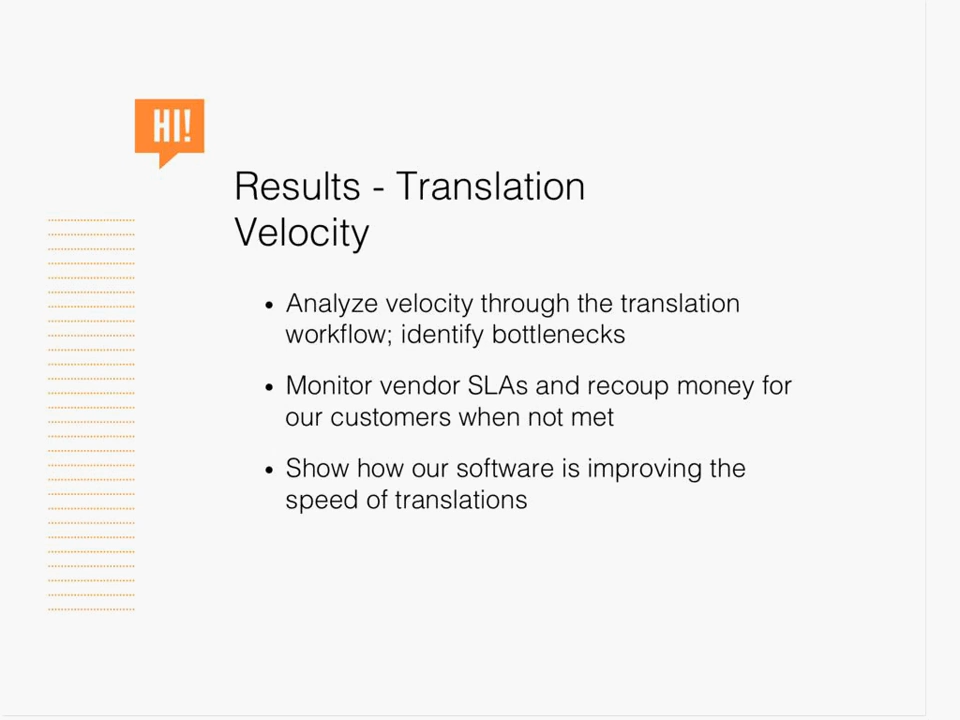 HI!
Results - Translation
Velocity
• Analyze velocity through the translation
workflow; identify bottlenecks
• Monitor vendor SLAs and recoup money for
our customers when not met
• Show how our software is improving the
speed of translations